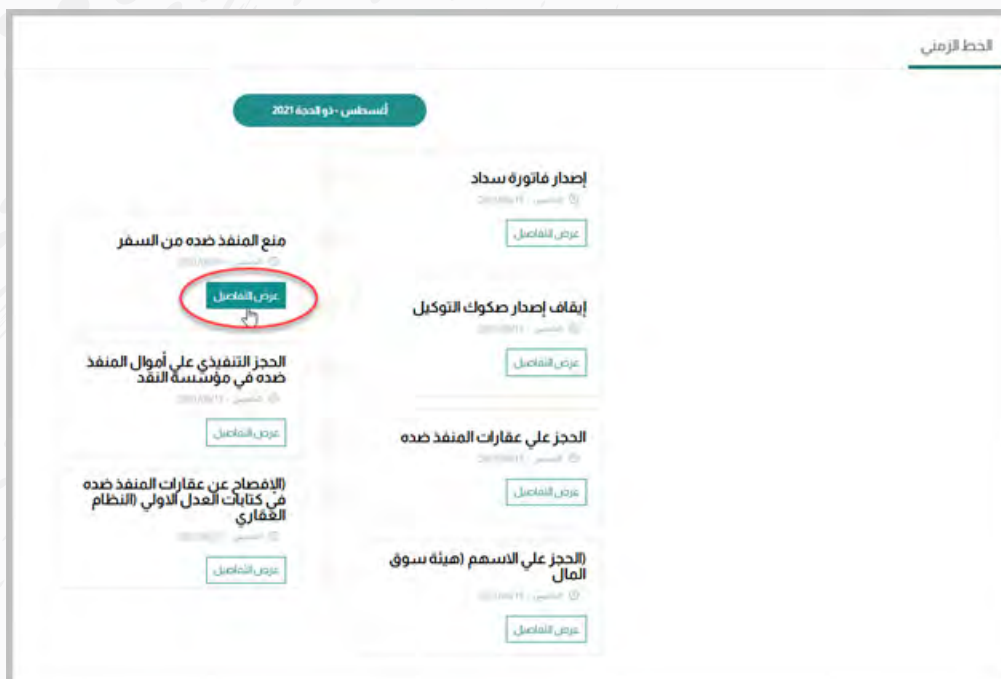 الخط الزمني
أغسطس - ذو الحجة 2021
إصدار فاتورة سداد
عرض التفاصيل
منع المنفذ ضده من السفر
عرض التفاصيل
إيقاف إصدار صكوك التوكيل
عرض التفاصيل
الحجز التنفيذي علي أموال المنفذ
ضده في مؤسسة النقد
عرض التفاصيل
الحجز علي عقارات المنفذ ضده
عرض التفاصيل
(الإفصاح عن عقارات المنفذ ضده
في كتابات العدل الاولي (النظام
العقاري
عرض التفاصيل
(الحجز علي الاسهم (هيئة سوق
المال
عرض التفاصيل